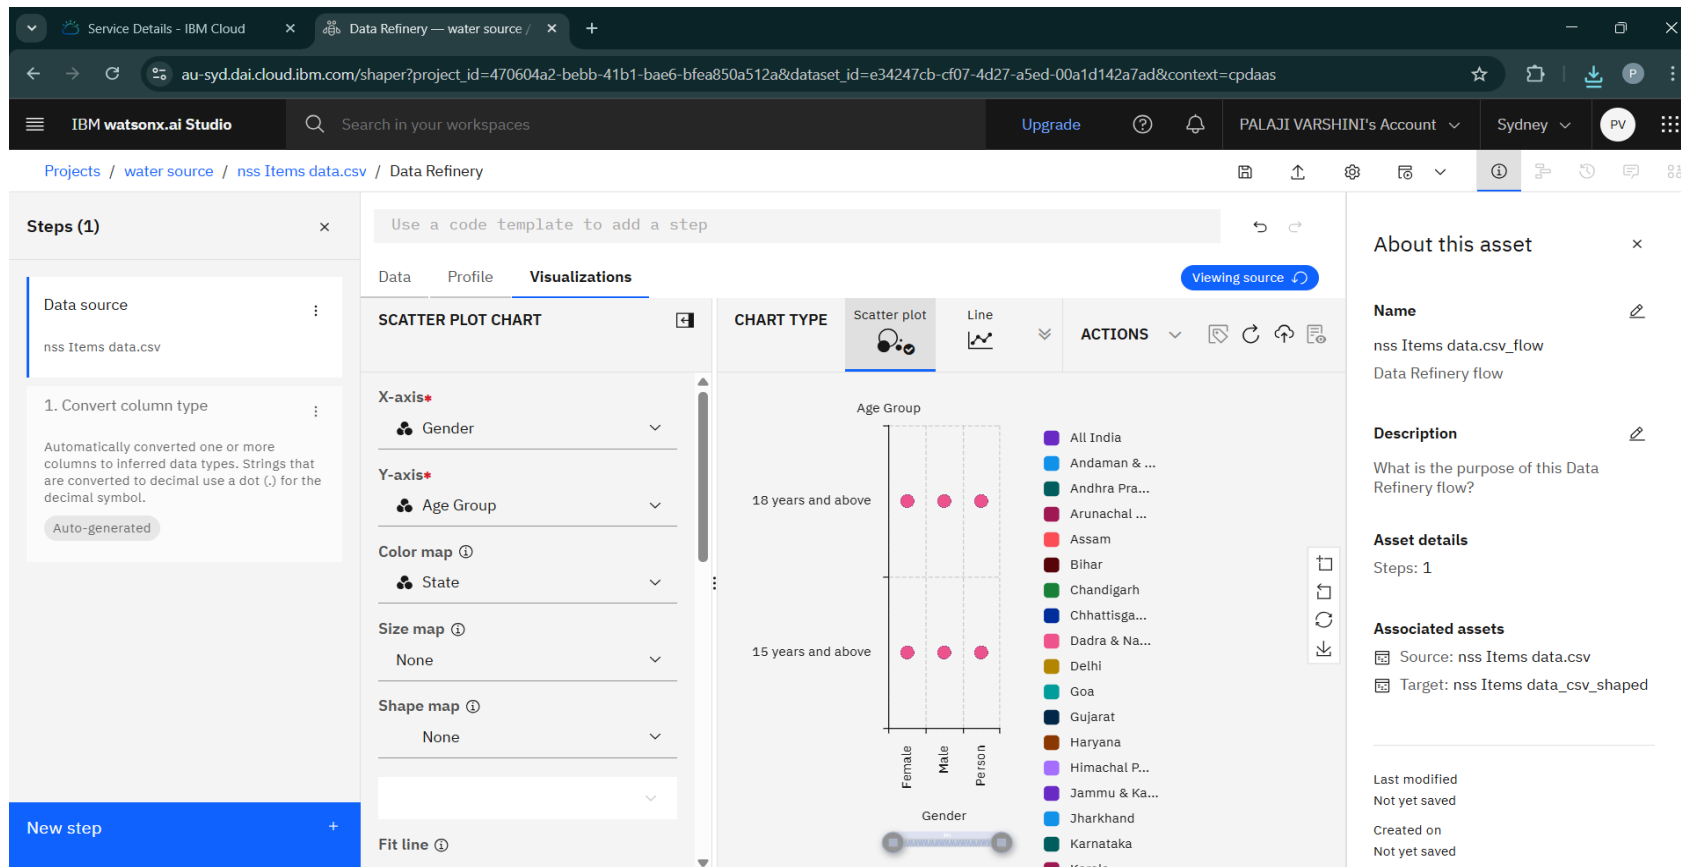 Service Details - IBM Cloud
Data Refinery — water source /
au-syd.dai.cloud.ibm.com/shaper?project_id=470604a2-bebb-41b1-bae6-bfea850a512a&dataset_id=e34247cb-cf07-4d27-a5ed-00a1d142a7ad&context=cpdaas
P
IBM watsonx.ai Studio
Search in your workspaces
Upgrade
PALAJI VARSHINI's Account
Sydney
PV
Projects / water source / nss Items data.csv / Data Refinery
Steps (1)
Data source
nss Items data.csv
1. Convert column type
Automatically converted one or more
columns to inferred data types. Strings that
are converted to decimal use a dot (.) for the
decimal symbol.
Auto-generated
New step +
Use a code template to add a step
Data Profile Visualizations
Viewing source
SCATTER PLOT CHART
X-axis*
Gender
Y-axis*
Age Group
Color map
State
Size map
None
Shape map
None
Fit line
CHART TYPE
Scatter plot
Line
ACTIONS
Age Group
18 years and above
15 years and above
Female
Male
Person
Gender
All India
Andaman & ...
Andhra Pra...
Arunachal ...
Assam
Bihar
Chandigarh
Chhattisga...
Dadra & Na...
Delhi
Goa
Gujarat
Haryana
Himachal P...
Jammu & Ka...
Jharkhand
Karnataka
About this asset
Name
nss Items data.csv_flow
Data Refinery flow
Description
What is the purpose of this Data
Refinery flow?
Asset details
Steps: 1
Associated assets
Source: nss Items data.csv
Target: nss Items data_csv_shaped
Last modified
Not yet saved
Created on
Not yet saved